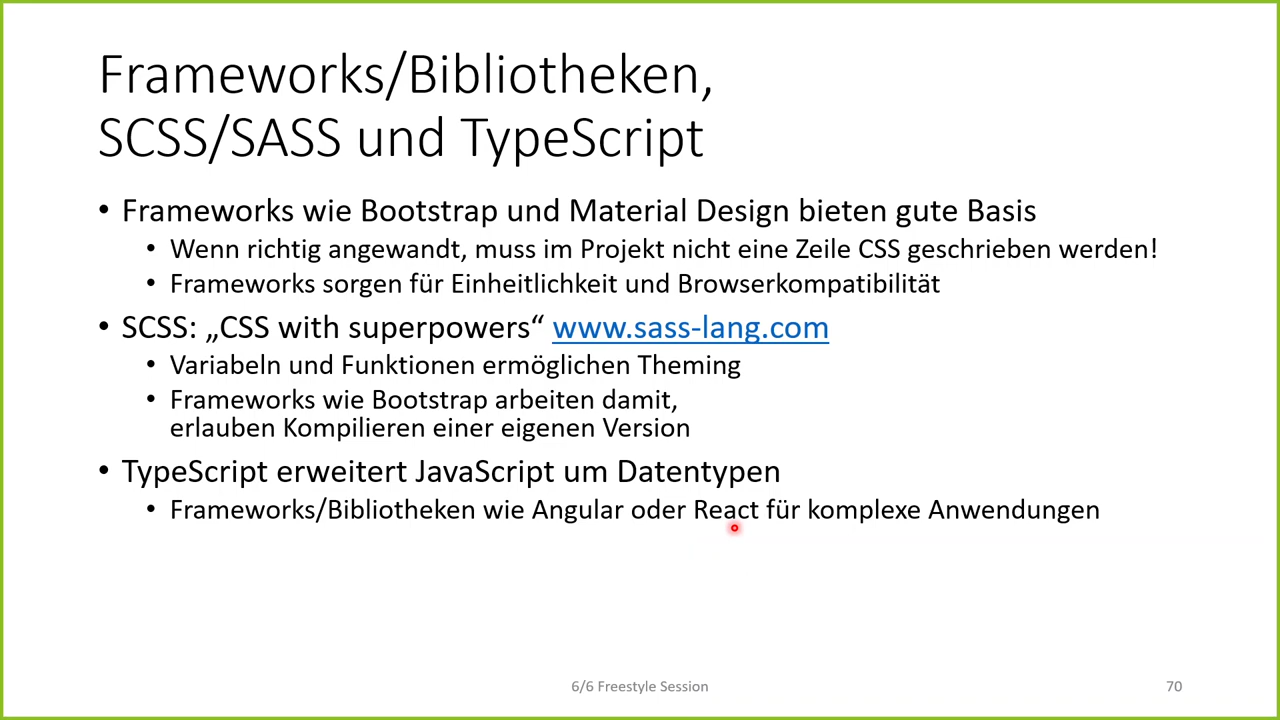 Frameworks/Bibliotheken,
SCSS/SASS und TypeScript
• Frameworks wie Bootstrap und Material Design bieten gute Basis
• Wenn richtig angewandt, muss im Projekt nicht eine Zeile CSS geschrieben werden!
• Frameworks sorgen für Einheitlichkeit und Browserkompatibilität
• SCSS: „CSS with superpowers“ www.sass-lang.com
• Variabeln und Funktionen ermöglichen Theming
• Frameworks wie Bootstrap arbeiten damit,
erlauben Kompilieren einer eigenen Version
• TypeScript erweitert JavaScript um Datentypen
• Frameworks/Bibliotheken wie Angular oder React für komplexe Anwendungen
6/6 Freestyle Session
70